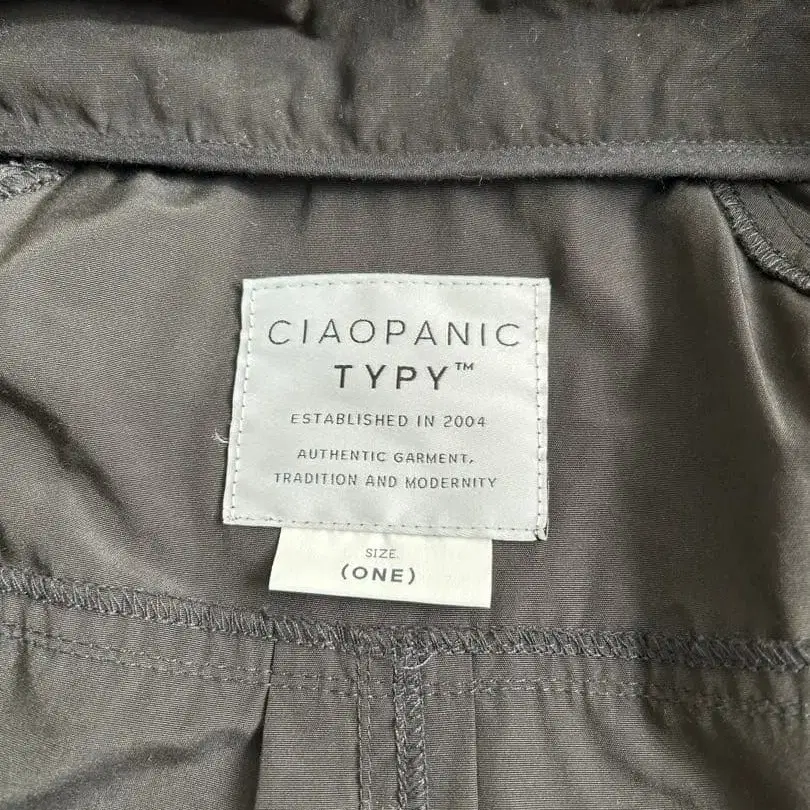 CIAOPANIC
TYPY™
ESTABLISHED IN 2004
AUTHENTIC GARMENT,
TRADITION AND MODERNITY
SIZE.
(ONE)